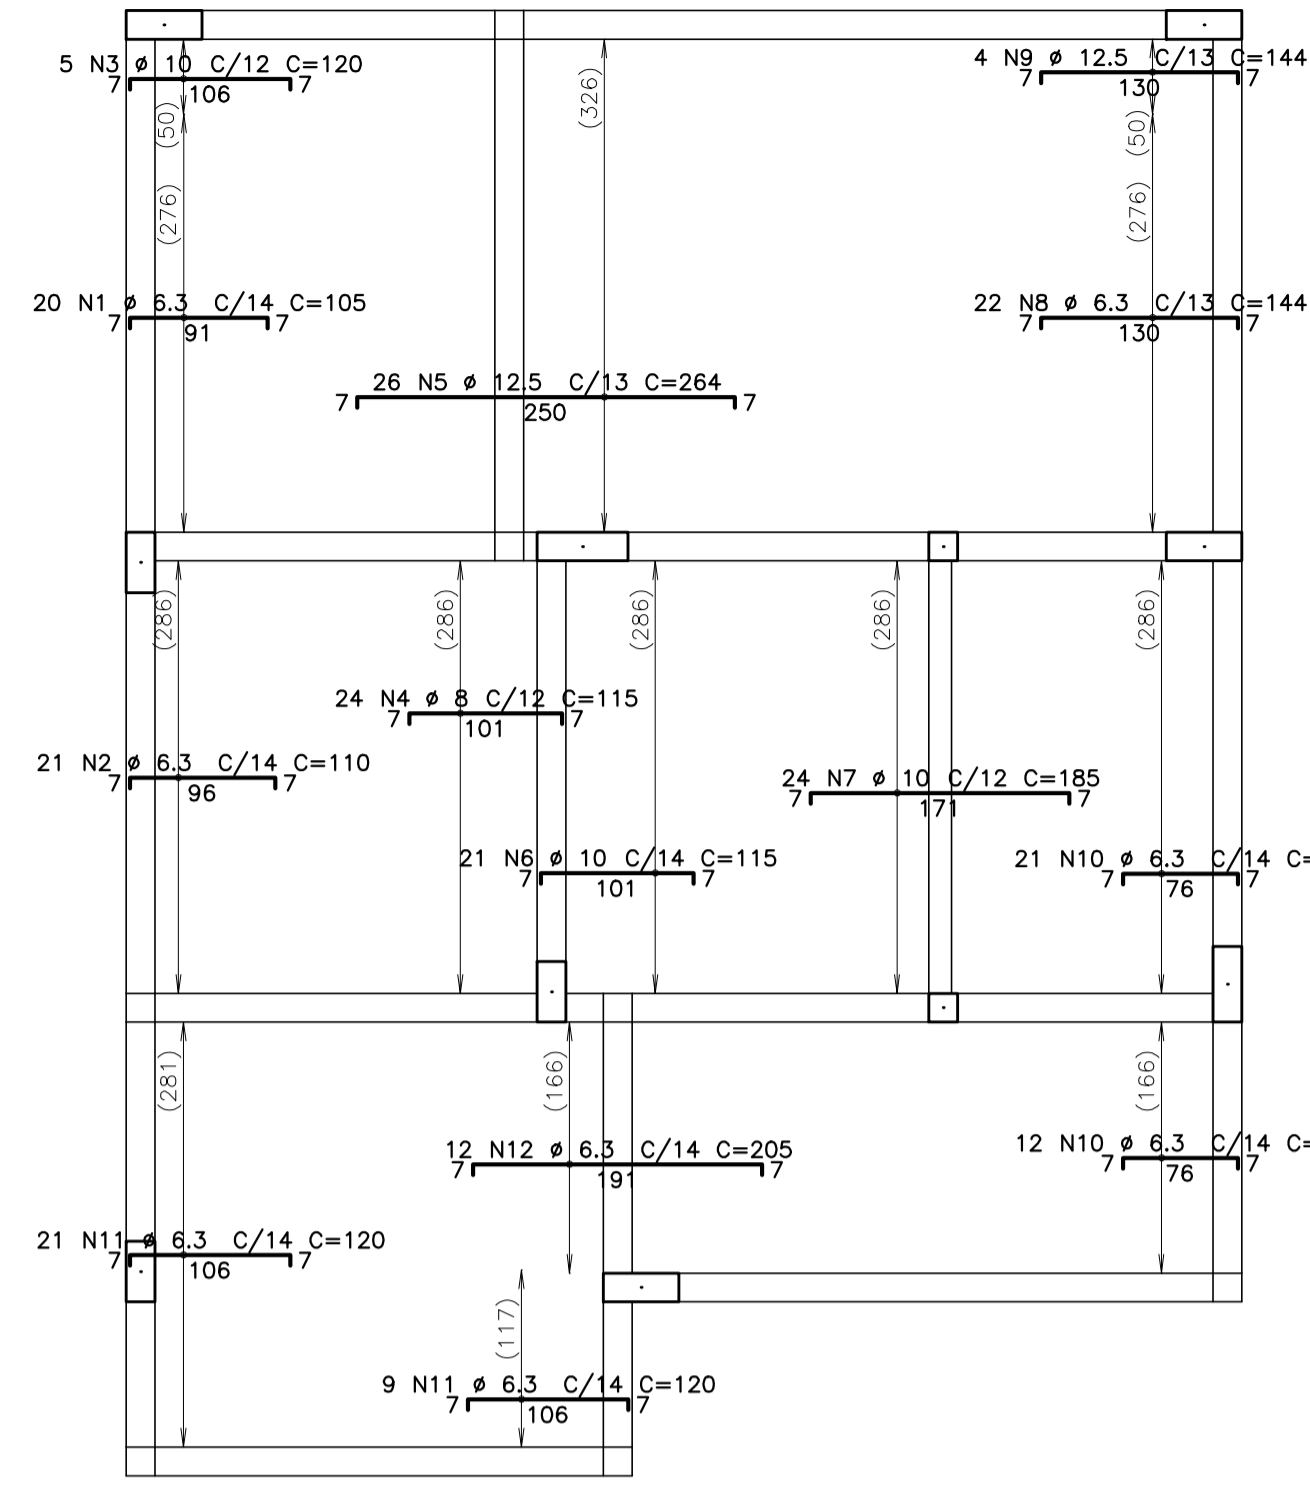 5 N3 ø 10 C/12 C=120
7 106 7
(50)
(276)
(326)
4 N9 ø 12.5 C/13 C=144
7 130 7
(50)
(276)
20 N1 ø 6.3 C/14 C=105
7 91 7
22 N8 ø 6.3 C/13 C=144
7 130 7
26 N5 ø 12.5 C/13 C=264
7 250 7
(286)
(286)
(286)
(286)
(286)
24 N4 ø 8 C/12 C=115
7 101 7
21 N2 ø 6.3 C/14 C=110
7 96 7
24 N7 ø 10 C/12 C=185
7 171 7
21 N6 ø 10 C/14 C=115
7 101 7
21 N10 ø 6.3 C/14 C=
7 76 7
(281)
(166)
(166)
12 N12 ø 6.3 C/14 C=205
7 191 7
12 N10 ø 6.3 C/14 C=
7 76 7
21 N11 ø 6.3 C/14 C=120
7 106 7
(117)
9 N11 ø 6.3 C/14 C=120
7 106 7